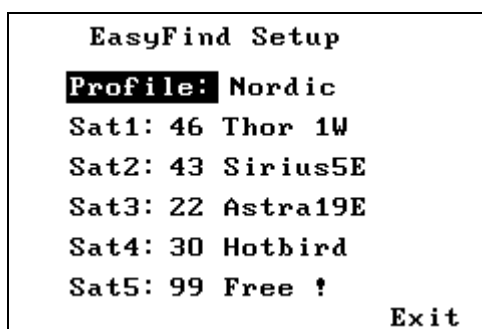 EasyFind Setup
Profile: Nordic
Sat1: 46 Thor 1W
Sat2: 43 Sirius5E
Sat3: 22 Astra19E
Sat4: 30 Hotbird
Sat5: 99 Free !
Exit